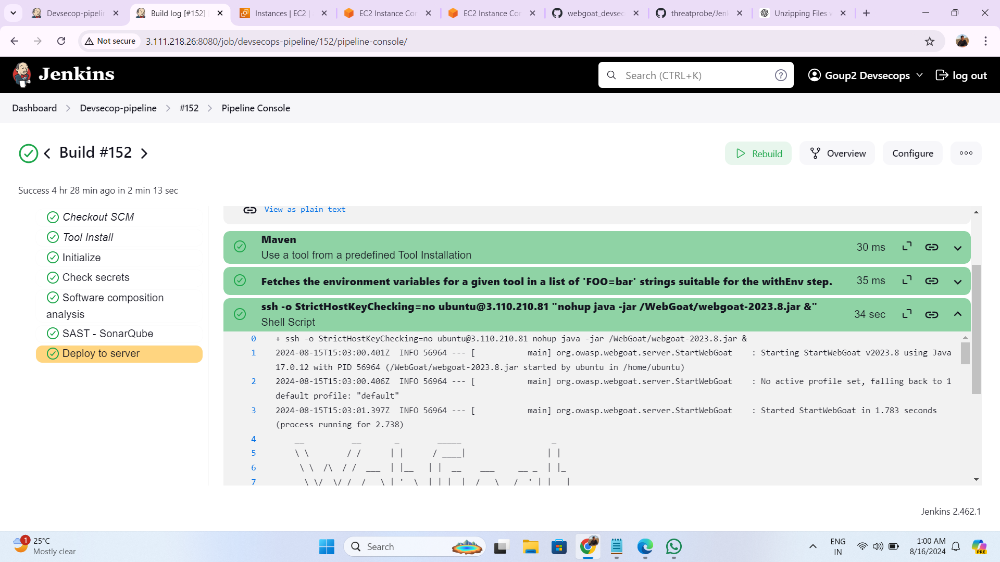 Devsecop-pipelin
Build log [#152]
Instances | EC2 |
EC2 Instance Con
EC2 Instance Con
webgoat_devsec
threatprobe/Jenk
Unzipping Files v
Not secure
3.111.218.26:8080/job/devsecops-pipeline/152/pipeline-console/
Jenkins
Search (CTRL+K)
?
Goup2 Devsecops
log out
Dashboard
Devsecop-pipeline
#152
Pipeline Console
Build #152
Rebuild
Overview
Configure
Success 4 hr 28 min ago in 2 min 13 sec
Checkout SCM
Tool Install
Initialize
Check secrets
Software composition
analysis
SAST - SonarQube
Deploy to server
View as plain text
Maven
Use a tool from a predefined Tool Installation
30 ms
Fetches the environment variables for a given tool in a list of 'FOO=bar' strings suitable for the withEnv step.
35 ms
ssh -o StrictHostKeyChecking=no ubuntu@3.110.210.81 "nohup java -jar /WebGoat/webgoat-2023.8.jar &"
Shell Script
34 sec
0 + ssh -o StrictHostKeyChecking=no ubuntu@3.110.210.81 nohup java -jar /WebGoat/webgoat-2023.8.jar &
1 2024-08-15T15:03:00.401Z  INFO 56964 --- [           main] org.owasp.webgoat.server.StartWebGoat    : Starting StartWebGoat v2023.8 using Java
17.0.12 with PID 56964 (/WebGoat/webgoat-2023.8.jar started by ubuntu in /home/ubuntu)
2 2024-08-15T15:03:00.406Z  INFO 56964 --- [           main] org.owasp.webgoat.server.StartWebGoat    : No active profile set, falling back to 1
default profile: "default"
3 2024-08-15T15:03:01.397Z  INFO 56964 --- [           main] org.owasp.webgoat.server.StartWebGoat    : Started StartWebGoat in 1.783 seconds
(process running for 2.738)
4
5
6
7
Jenkins 2.462.1
1
25°C
Mostly clear
Search
ENG
IN
1:00 AM
8/16/2024
PRE